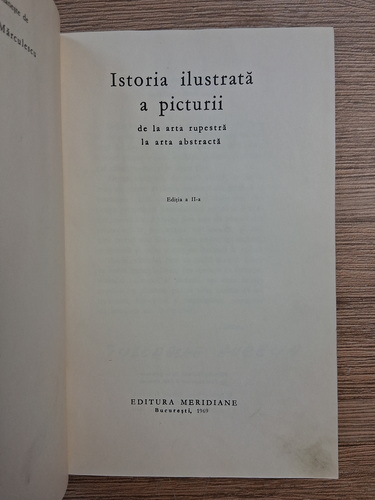 Mărculescu
Istoria ilustrată
a picturii
de la arta rupestră
la arta abstractă
Ediția a II-a
EDITURA MERIDIANE
București, 1969